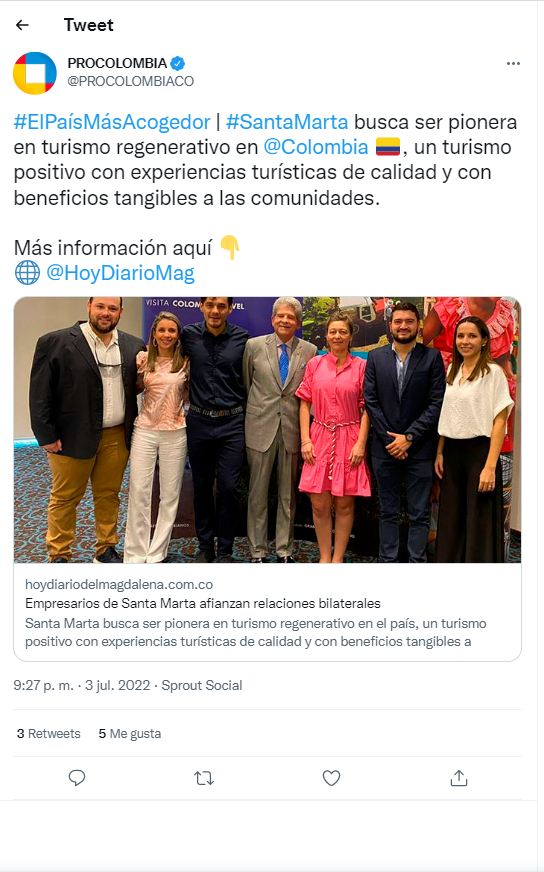 Tweet
PROCOLOMBIA
@PROCOLOMBIACO
#ElPaísMásAcogedor | #SantaMarta busca ser pionera
en turismo regenerativo en @Colombia 🇨🇴, un turismo
positivo con experiencias turísticas de calidad y con
beneficios tangibles a las comunidades.
Más información aquí 👇
🌐 @HoyDiarioMag
VISITA COLOM
VEL
hoydiariodelmagdalena.com.co
Empresarios de Santa Marta afianzan relaciones bilaterales
Santa Marta busca ser pionera en turismo regenerativo en el país, un turismo
positivo con experiencias turísticas de calidad y con beneficios tangibles a
9:27 p. m. · 3 jul. 2022 · Sprout Social
3 Retweets 5 Me gusta